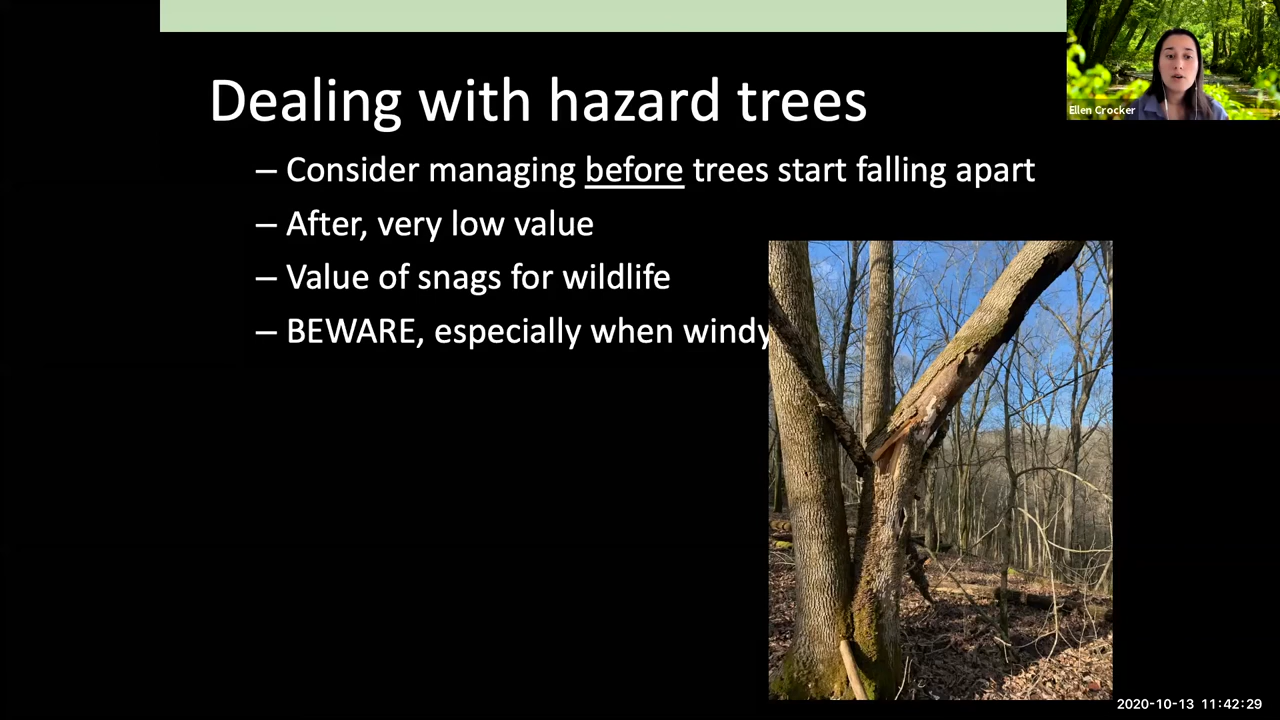 Dealing with hazard trees
– Consider managing before trees start falling apart
– After, very low value
– Value of snags for wildlife
– BEWARE, especially when windy
Ellen Crocker
2020-10-13 11:42:29